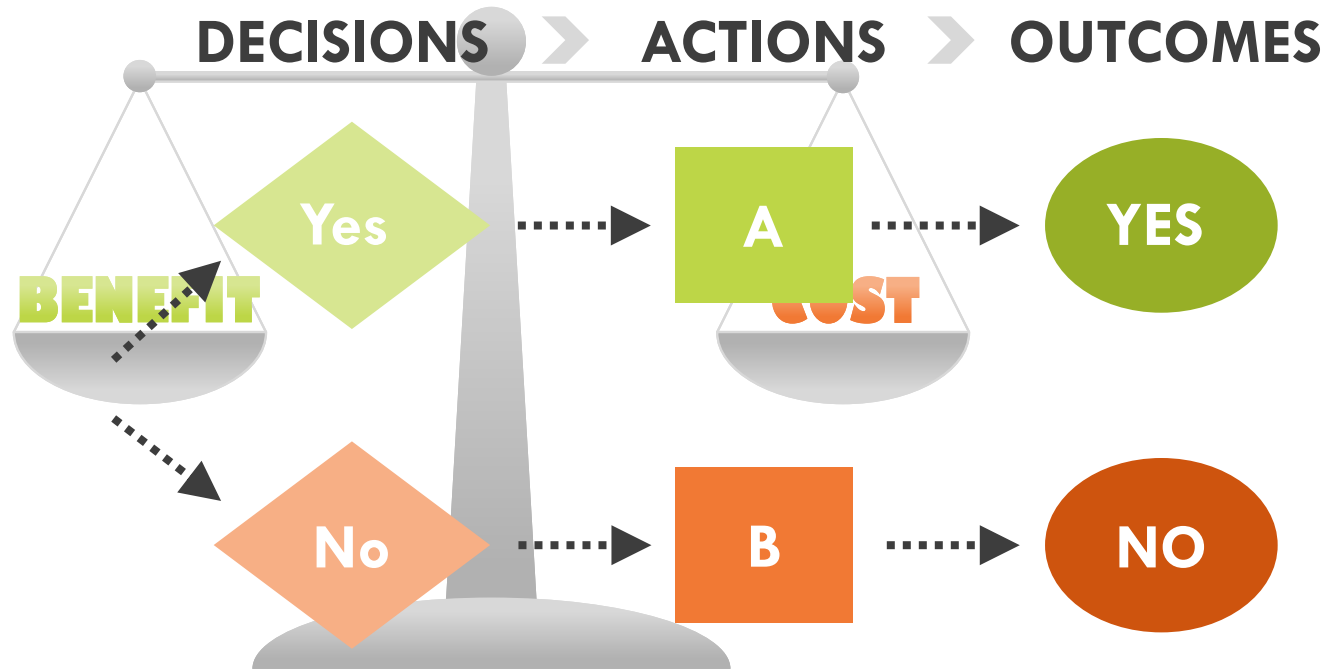 DECISIONS ACTIONS OUTCOMES
Yes A YES
BENEFIT COST
No B NO